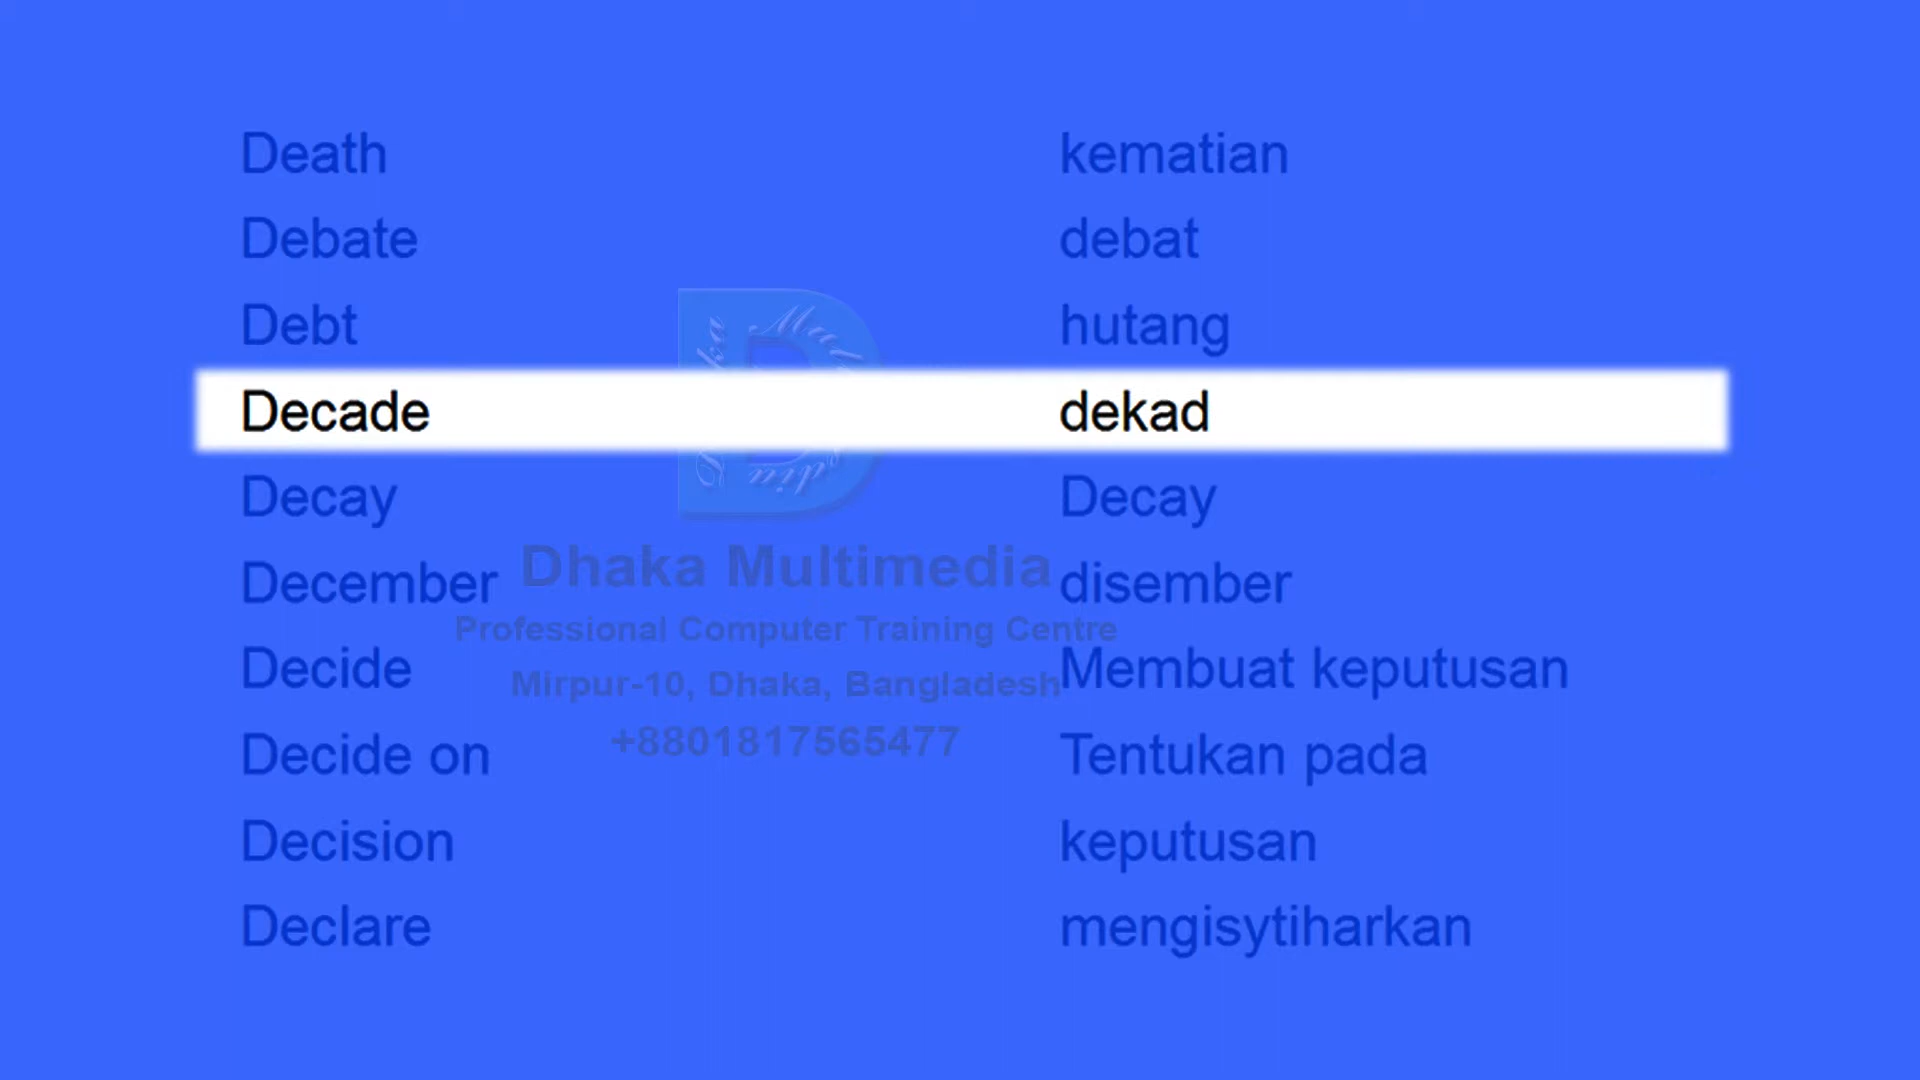 Death kematian
Debate debat
Debt hutang
Decade dekad
Decay Decay
December disember
Decide Membuat keputusan
Decide on Tentukan pada
Decision keputusan
Declare mengisytiharkan
Dhaka Multimedia
Professional Computer Training Centre
Mirpur-10, Dhaka, Bangladesh
+8801817565477